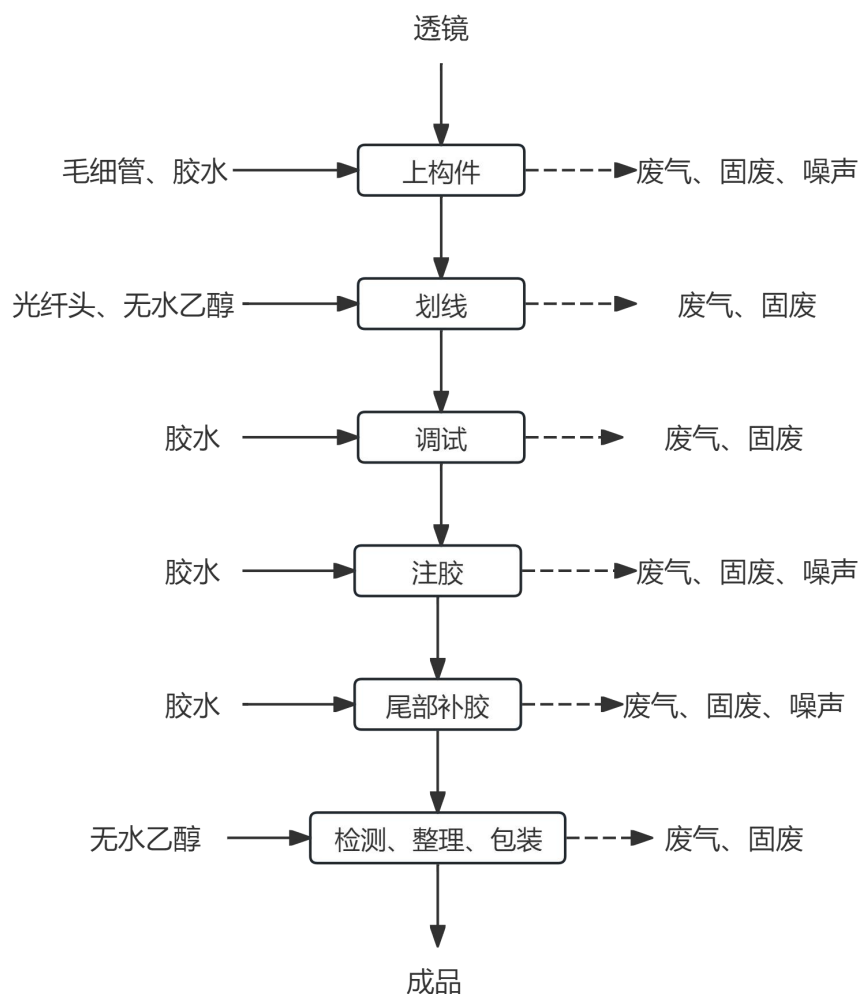 透镜
毛细管、胶水 上构件 废气、固废、噪声
光纤头、无水乙醇 划线 废气、固废
胶水 调试 废气、固废
胶水 注胶 废气、固废、噪声
胶水 尾部补胶 废气、固废、噪声
无水乙醇 检测、整理、包装 废气、固废
成品